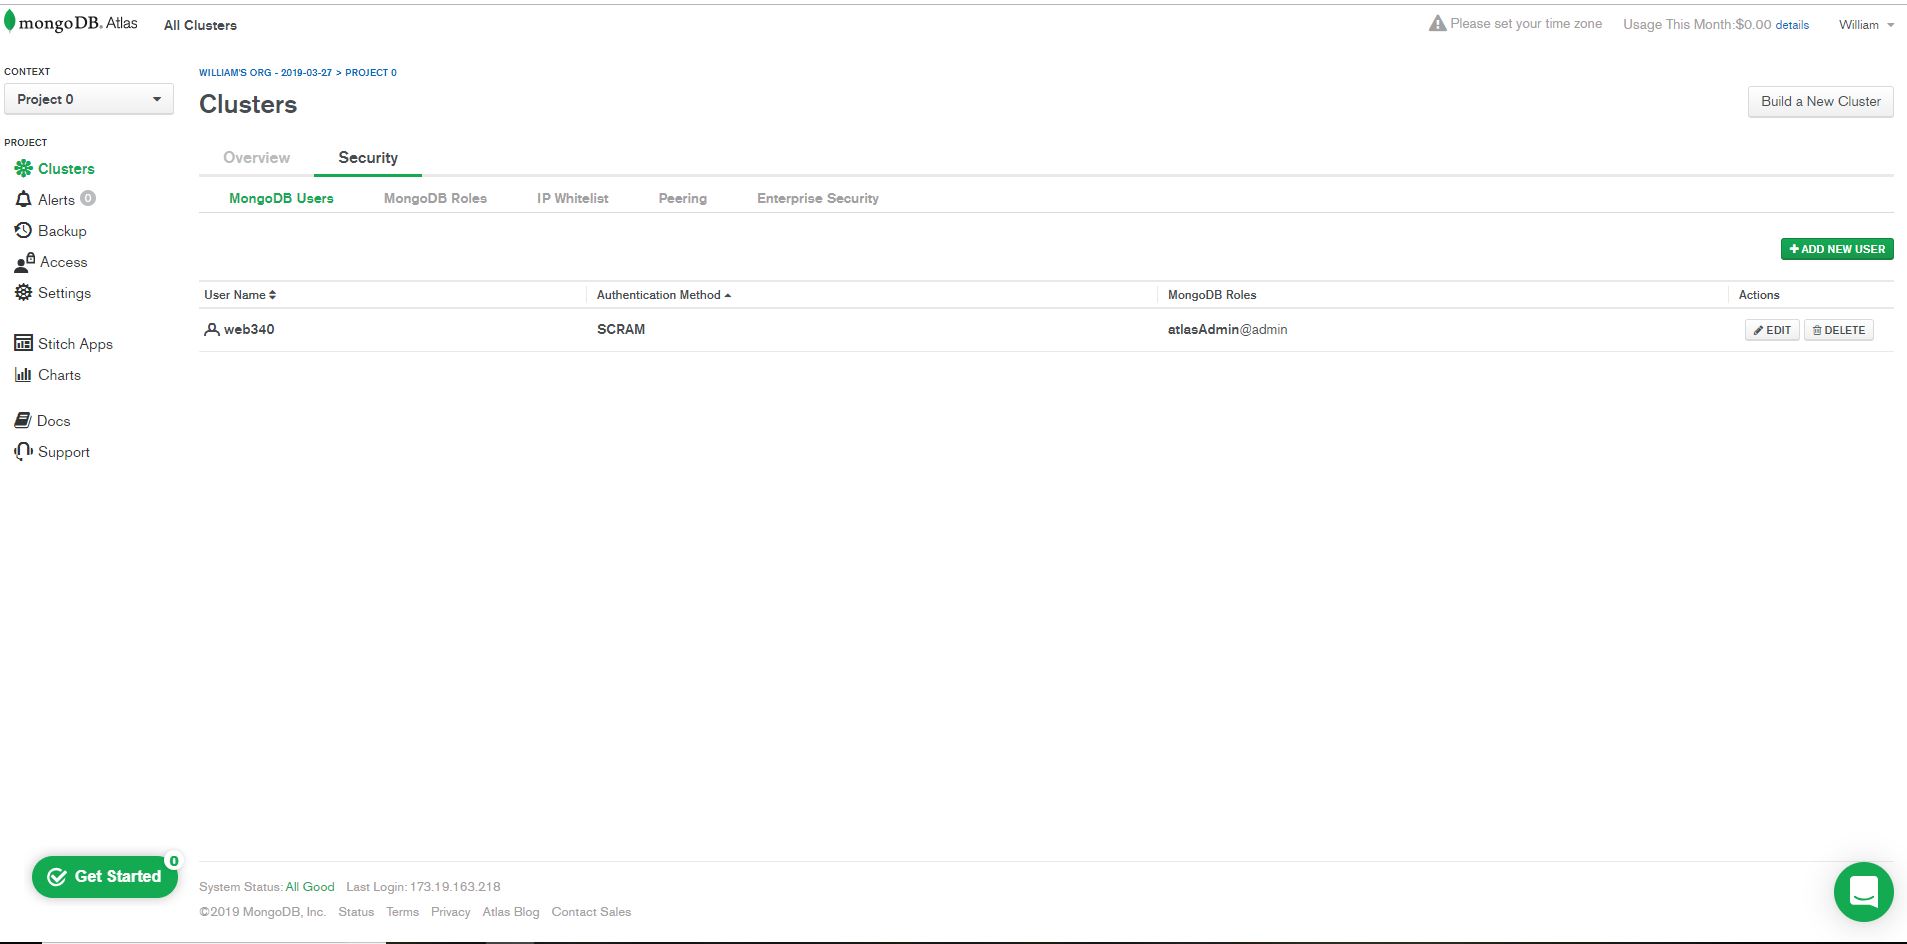 mongoDB. Atlas All Clusters Please set your time zone Usage This Month:$0.00 details William
CONTEXT
Project 0
PROJECT
Clusters
Alerts 0
Backup
Access
Settings
Stitch Apps
Charts
Docs
Support
WILLIAM'S ORG - 2019-03-27 > PROJECT 0
Clusters
Build a New Cluster
Overview Security
MongoDB Users MongoDB Roles IP Whitelist Peering Enterprise Security
+ ADD NEW USER
User Name Authentication Method MongoDB Roles Actions
web340 SCRAM atlasAdmin@admin EDIT DELETE
Get Started 0
System Status: All Good Last Login: 173.19.163.218
©2019 MongoDB, Inc. Status Terms Privacy Atlas Blog Contact Sales